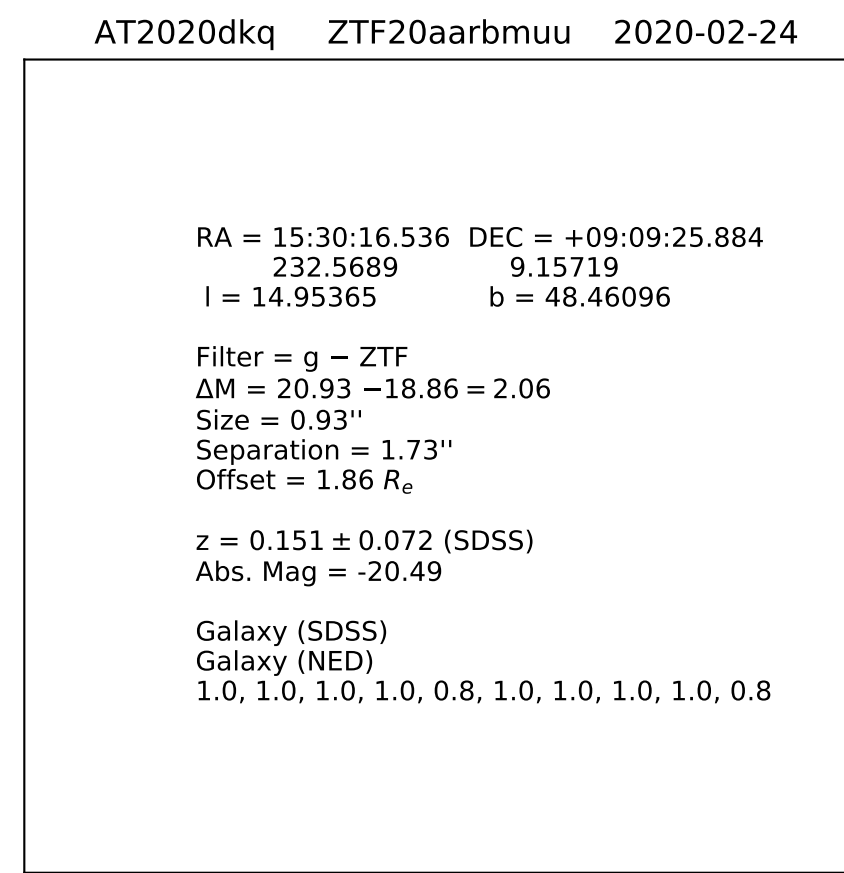 AT2020dkq ZTF20aarbmuu 2020-02-24
RA = 15:30:16.536 DEC = +09:09:25.884
232.5689 9.15719
l = 14.95365 b = 48.46096
Filter = g − ZTF
ΔM = 20.93 −18.86 = 2.06
Size = 0.93''
Separation = 1.73''
Offset = 1.86 Rₑ
z = 0.151 ± 0.072 (SDSS)
Abs. Mag = -20.49
Galaxy (SDSS)
Galaxy (NED)
1.0, 1.0, 1.0, 1.0, 0.8, 1.0, 1.0, 1.0, 1.0, 0.8